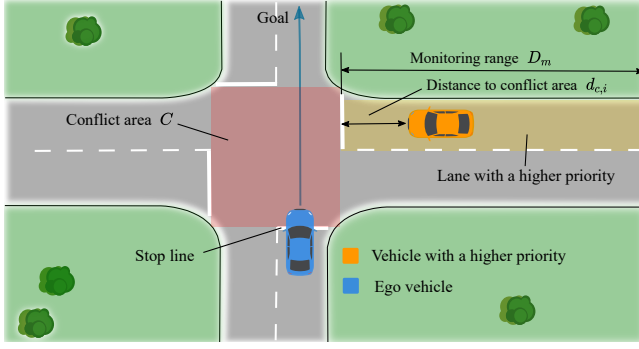 Goal
Monitoring range D_m
Distance to conflict area d_{c,i}
Conflict area C
Lane with a higher priority
Stop line
Vehicle with a higher priority
Ego vehicle